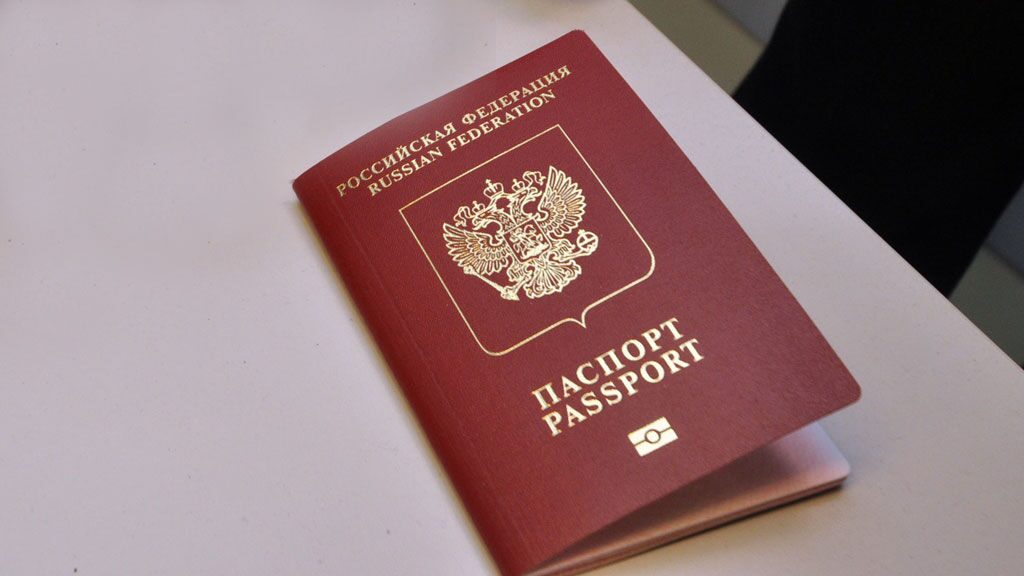 РОССИЙСКАЯ ФЕДЕРАЦИЯ
RUSSIAN FEDERATION
ПАСПОРТ
PASSPORT